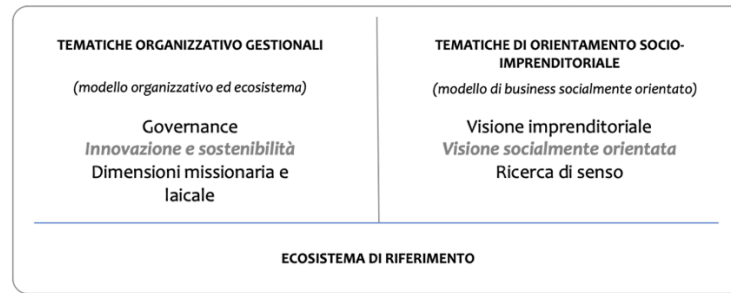 TEMATICHE ORGANIZZATIVO GESTIONALI
(modello organizzativo ed ecosistema)
Governance
Innovazione e sostenibilità
Dimensioni missionaria e
laicale
TEMATICHE DI ORIENTAMENTO SOCIO-
IMPRENDITORIALE
(modello di business socialmente orientato)
Visione imprenditoriale
Visione socialmente orientata
Ricerca di senso
ECOSISTEMA DI RIFERIMENTO